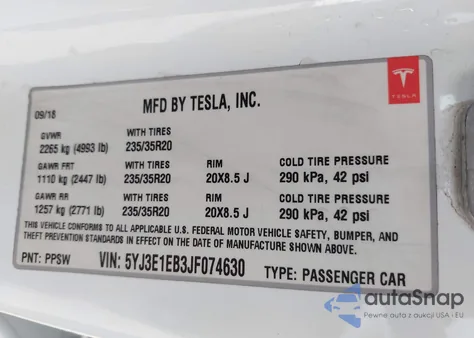 TESLA
09/18
MFD BY TESLA, INC.
GVWR WITH TIRES
2265 kg (4993 lb) 235/35R20
GAWR FRT WITH TIRES RIM COLD TIRE PRESSURE
1110 kg (2447 lb) 235/35R20 20X8.5 J 290 kPa, 42 psi
GAWR RR WITH TIRES RIM COLD TIRE PRESSURE
1257 kg (2771 lb) 235/35R20 20X8.5 J 290 kPa, 42 psi
THIS VEHICLE CONFORMS TO ALL APPLICABLE U.S. FEDERAL MOTOR VEHICLE SAFETY, BUMPER, AND
THEFT PREVENTION STANDARDS IN EFFECT ON DATE OF MANUFACTURE SHOWN ABOVE.
PNT: PPSW VIN: 5YJ3E1EB3JF074630 TYPE: PASSENGER CAR
autoSnap
Pewne auta z aukcji USA i EU